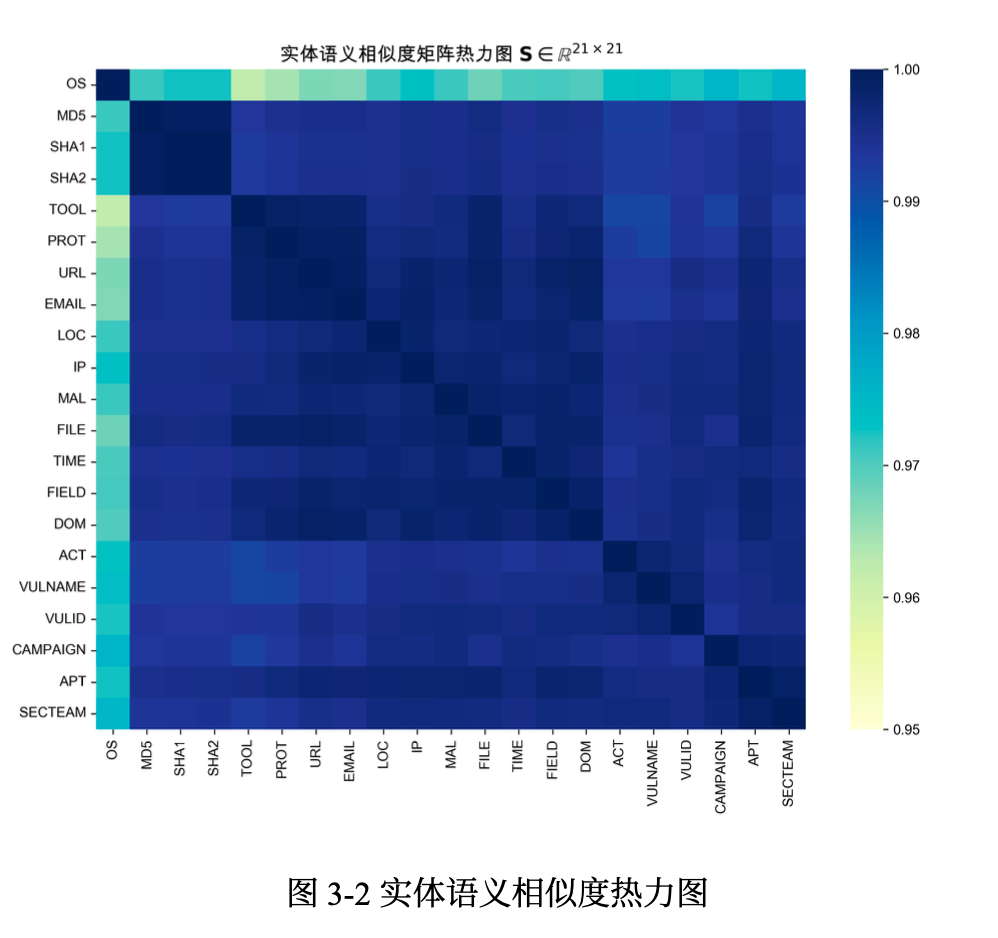 实体语义相似度矩阵热力图 S ∈ ℝ^{21 × 21}
OS
MD5
SHA1
SHA2
TOOL
PROT
URL
EMAIL
LOC
IP
MAL
FILE
TIME
FIELD
DOM
ACT
VULNAME
VULID
CAMPAIGN
APT
SECTEAM
OS
MD5
SHA1
SHA2
TOOL
PROT
URL
EMAIL
LOC
IP
MAL
FILE
TIME
FIELD
DOM
ACT
VULNAME
VULID
CAMPAIGN
APT
SECTEAM
1.00
0.99
0.98
0.97
0.96
0.95
图 3-2 实体语义相似度热力图